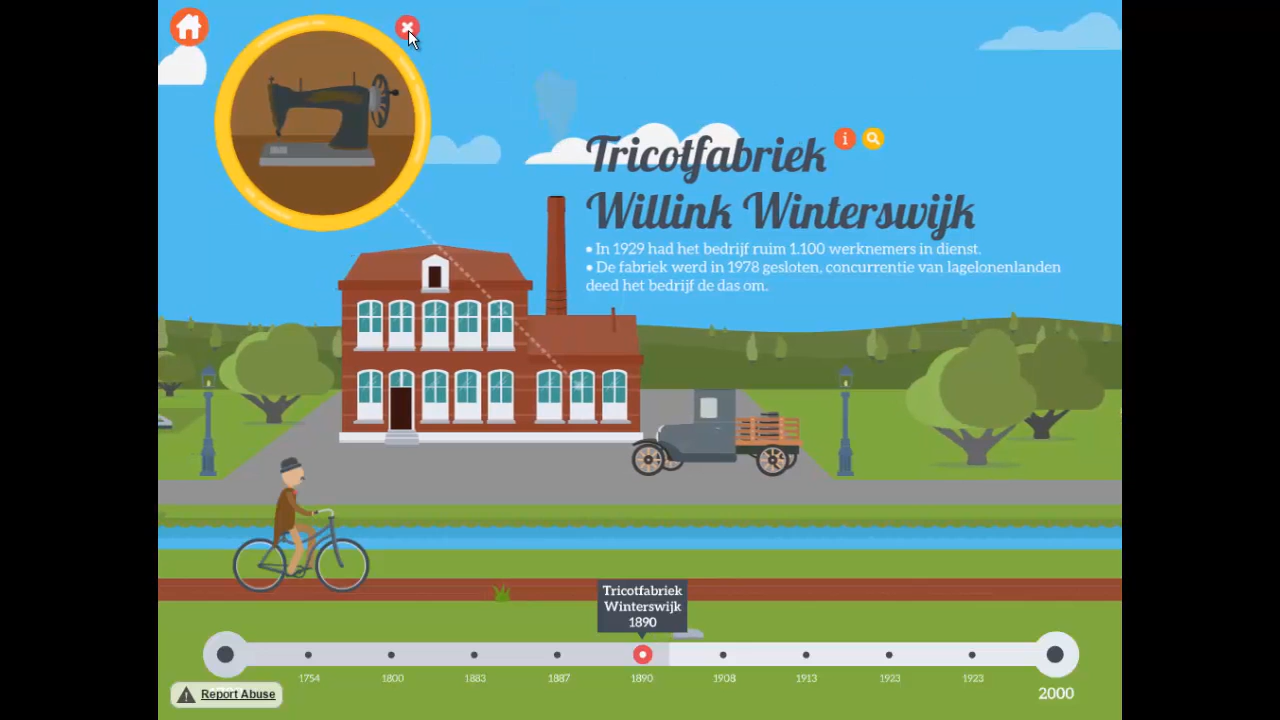 Tricotfabriek
Willink Winterswijk
• In 1929 had het bedrijf ruim 1.100 werknemers in dienst.
• De fabriek werd in 1978 gesloten, concurrentie van lagelonenlanden
deed het bedrijf de das om.
Tricotfabriek
Winterswijk
1890
1754 1800 1883 1887 1890 1908 1913 1923 1923 2000
Report Abuse